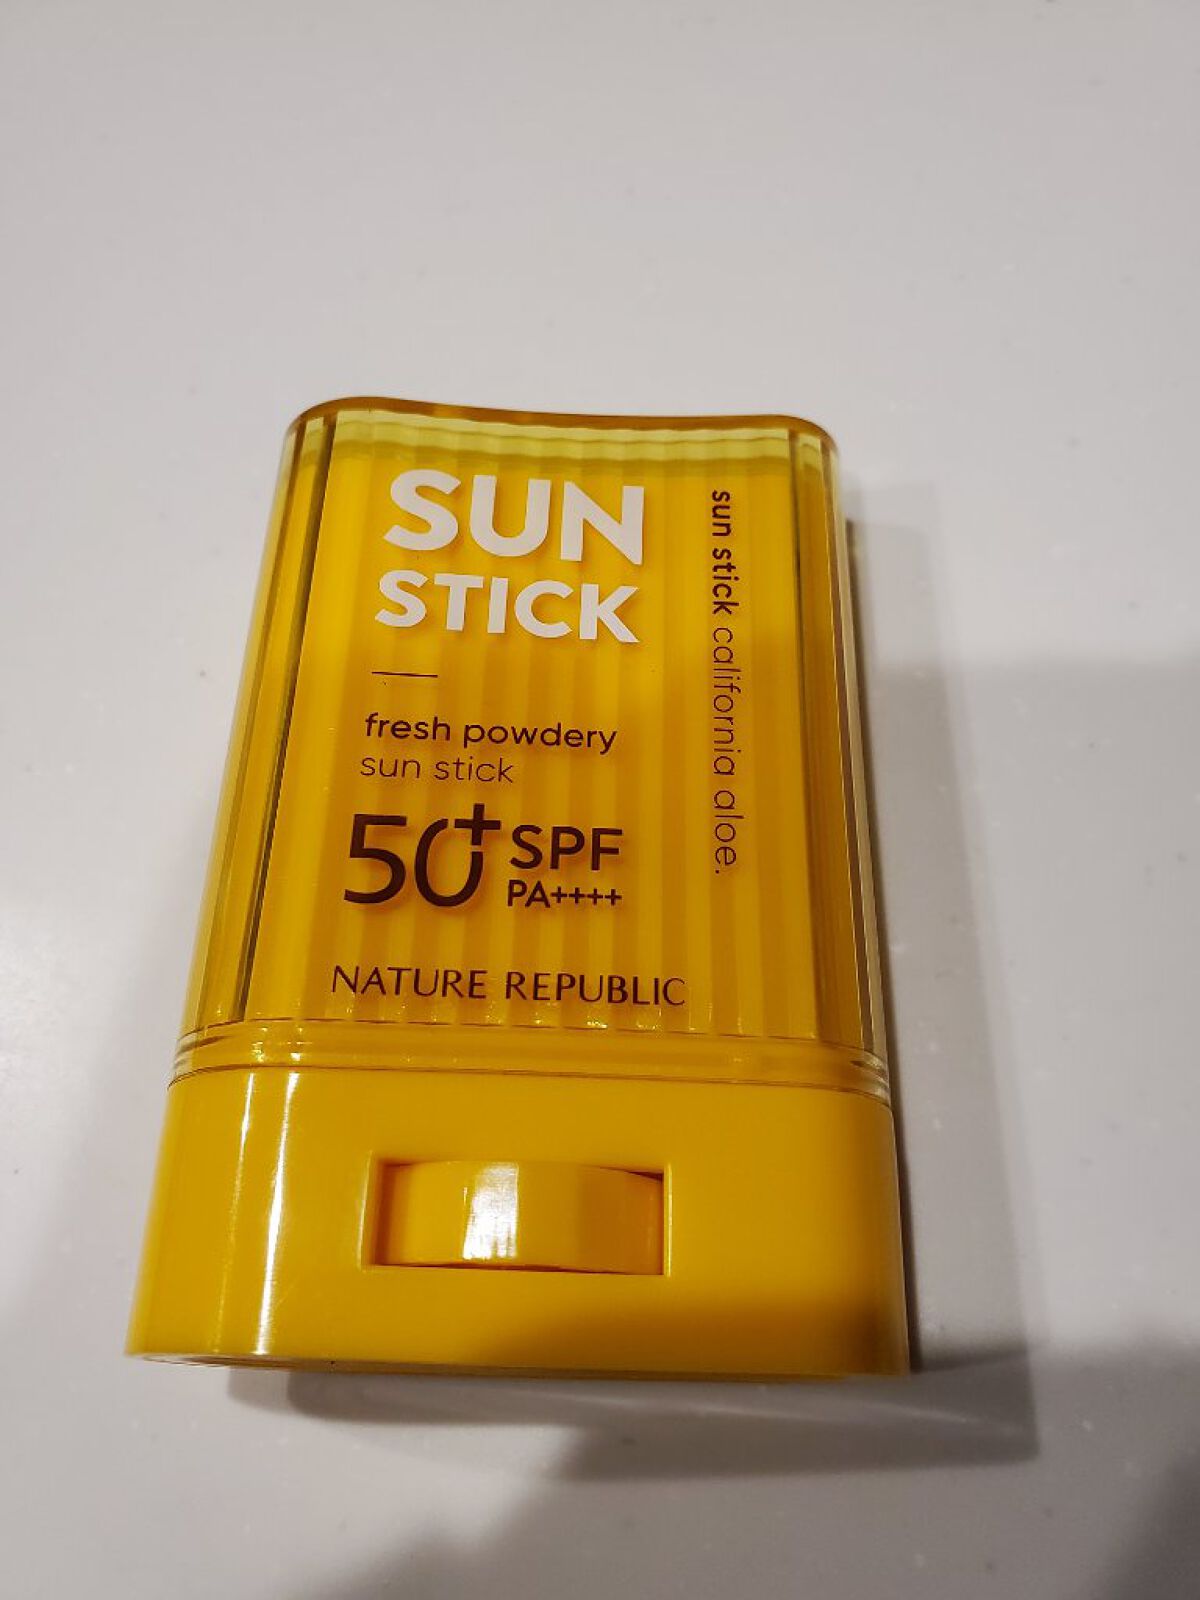 SUN
STICK
fresh powdery
sun stick
50+ SPF
PA++++
NATURE REPUBLIC
sun stick california aloe.